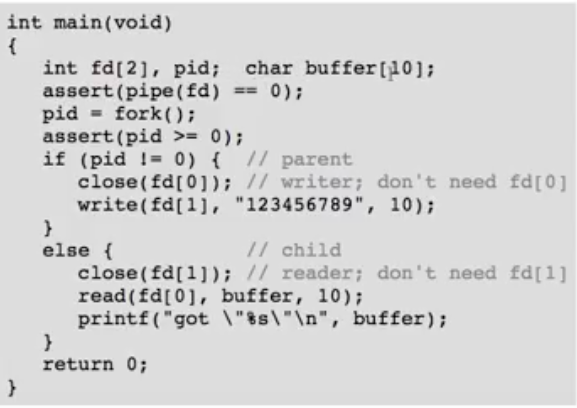 int main(void)
{
   int fd[2], pid;  char buffer[10];
   assert(pipe(fd) == 0);
   pid = fork();
   assert(pid >= 0);
   if (pid != 0) {  // parent
      close(fd[0]); // writer; don't need fd[0]
      write(fd[1], "123456789", 10);
   }
   else {           // child
      close(fd[1]); // reader; don't need fd[1]
      read(fd[0], buffer, 10);
      printf("got \"%s\"\n", buffer);
   }
   return 0;
}